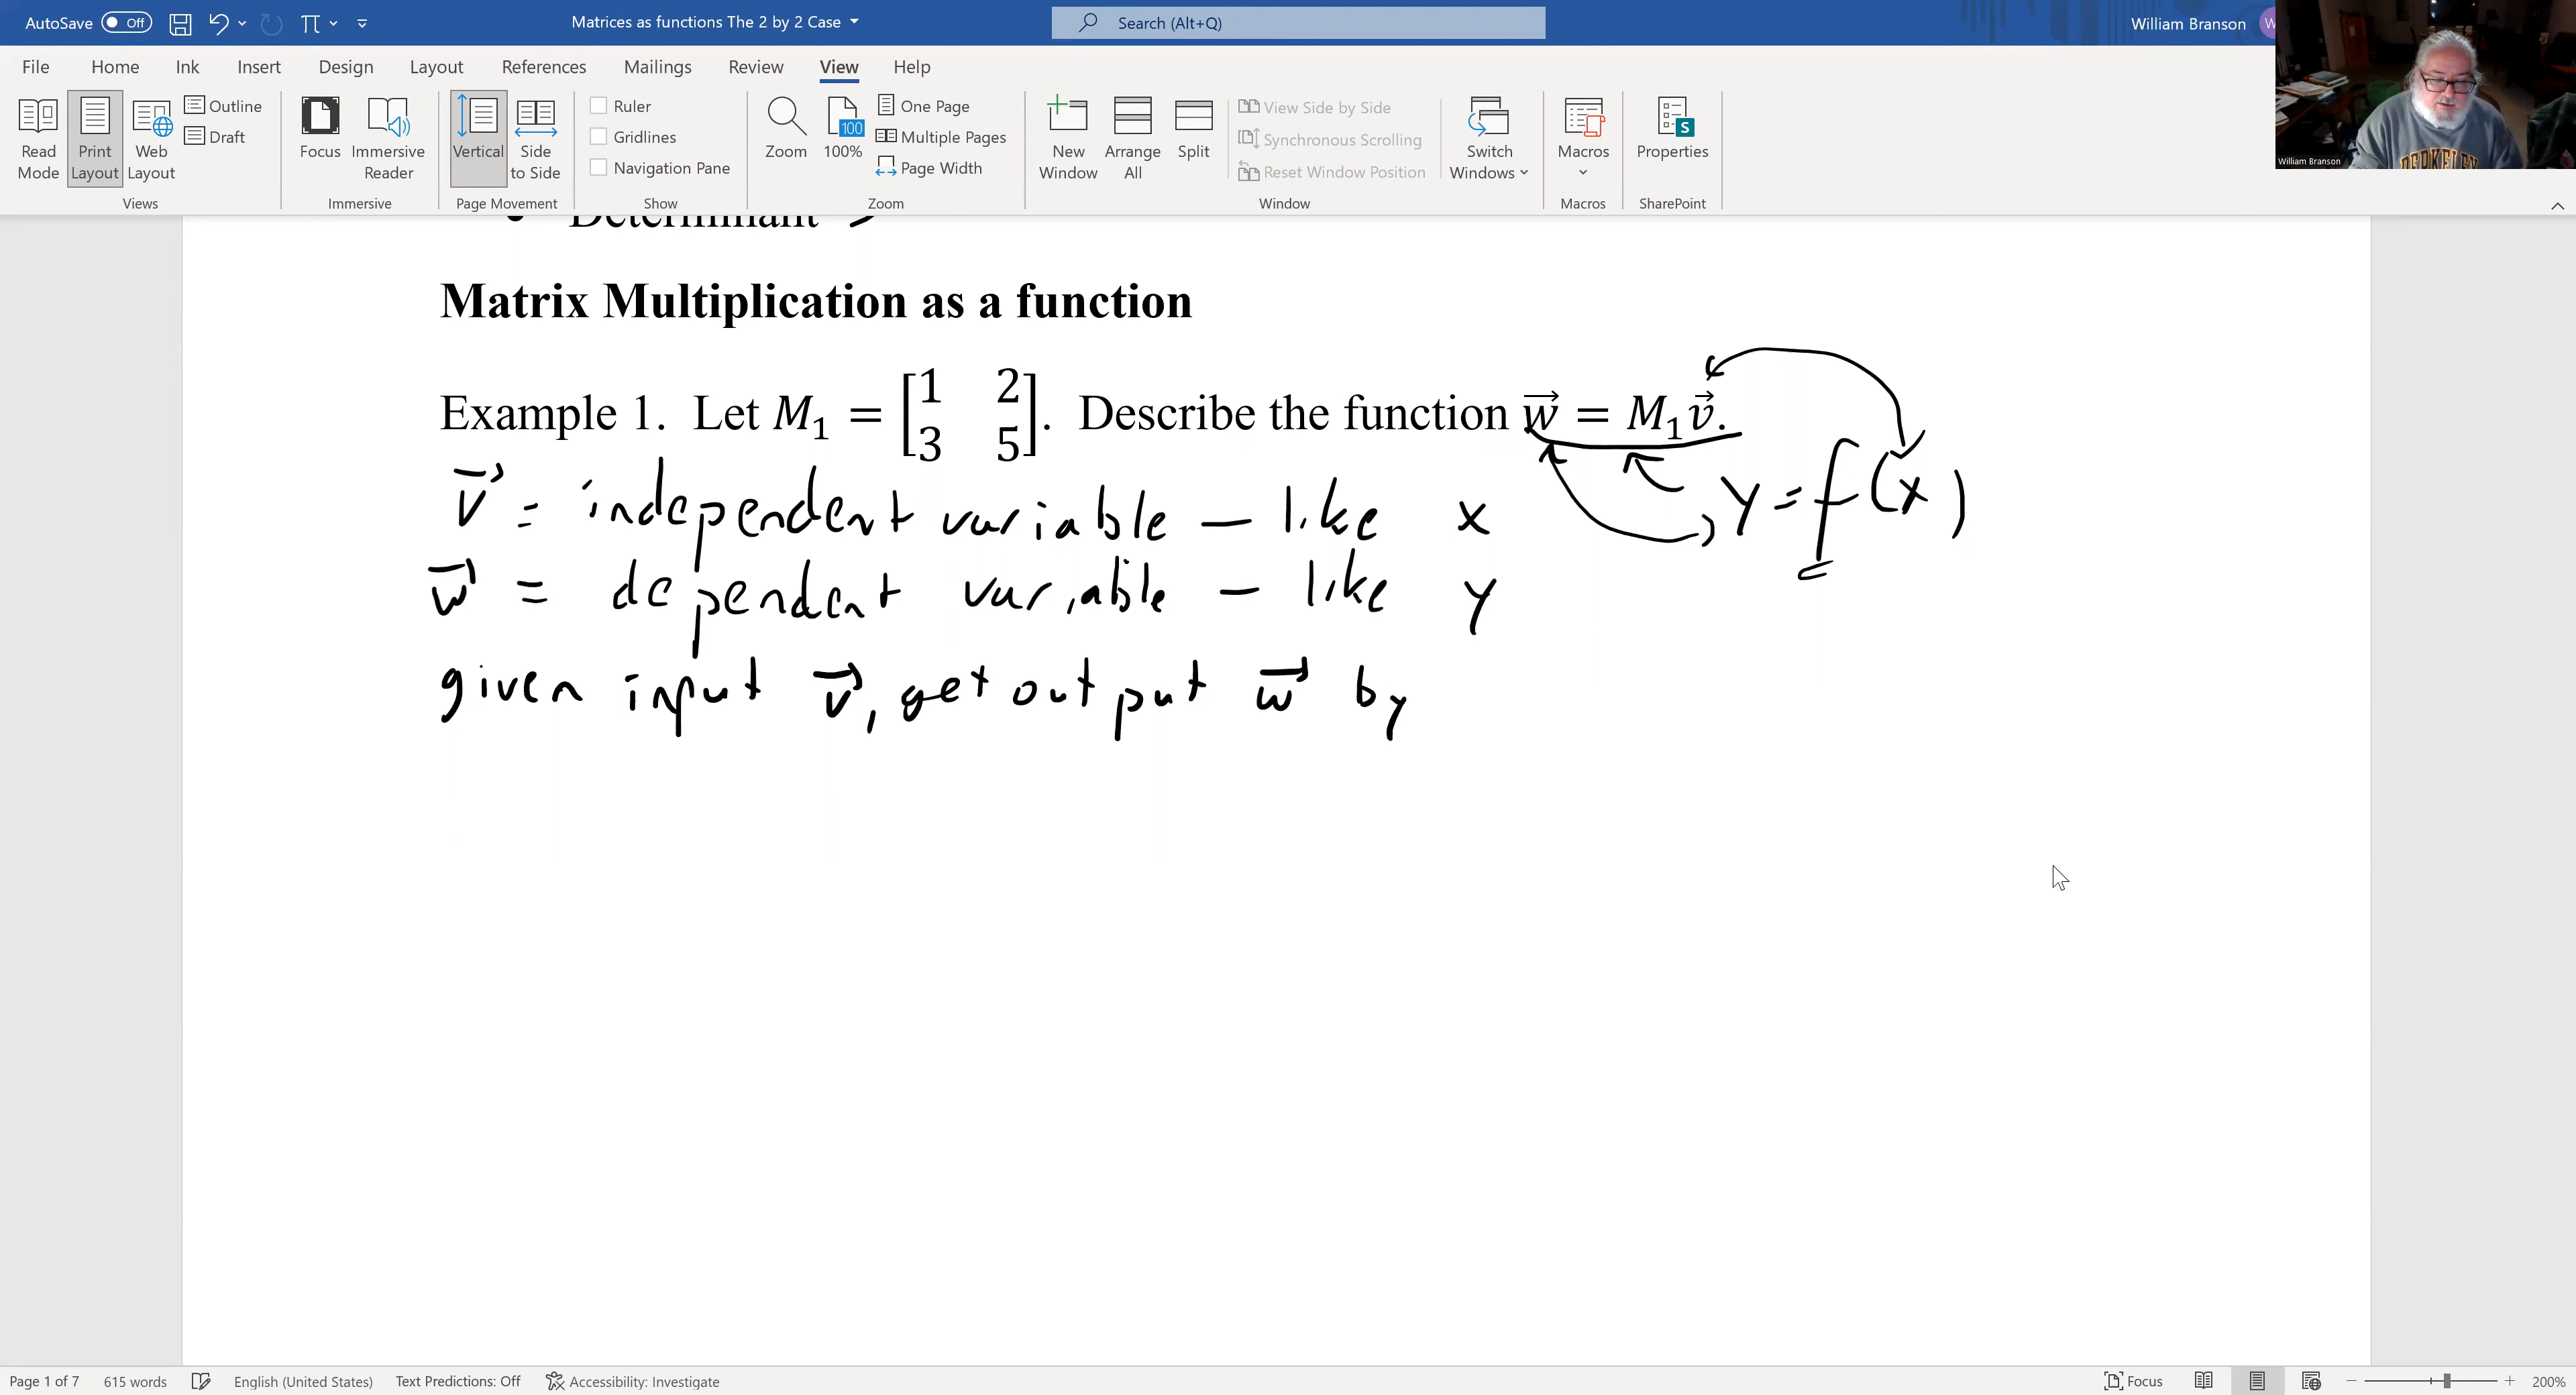 AutoSave Off Matrices as functions The 2 by 2 Case Search (Alt+Q) William Branson
File Home Ink Insert Design Layout References Mailings Review View Help
Read Mode Print Layout Web Layout Outline Draft Focus Immersive Reader Vertical Side to Side Ruler Gridlines Navigation Pane Zoom 100 100% One Page Multiple Pages Page Width New Window Arrange All Split View Side by Side Synchronous Scrolling Reset Window Position Switch Windows Macros S Properties
William Branson
BERKELEY
Views Immersive Page Movement Show Zoom Window Macros SharePoint
• Determinant
Matrix Multiplication as a function
Example 1. Let M₁ = [1 2; 3 5]. Describe the function w⃗ = M₁v⃗.
y = f(x)
v⃗ = independent variable – like x
w⃗ = dependent variable – like y
given input v⃗, get output w⃗ by
Page 1 of 7 615 words English (United States) Text Predictions: Off Accessibility: Investigate Focus 200%